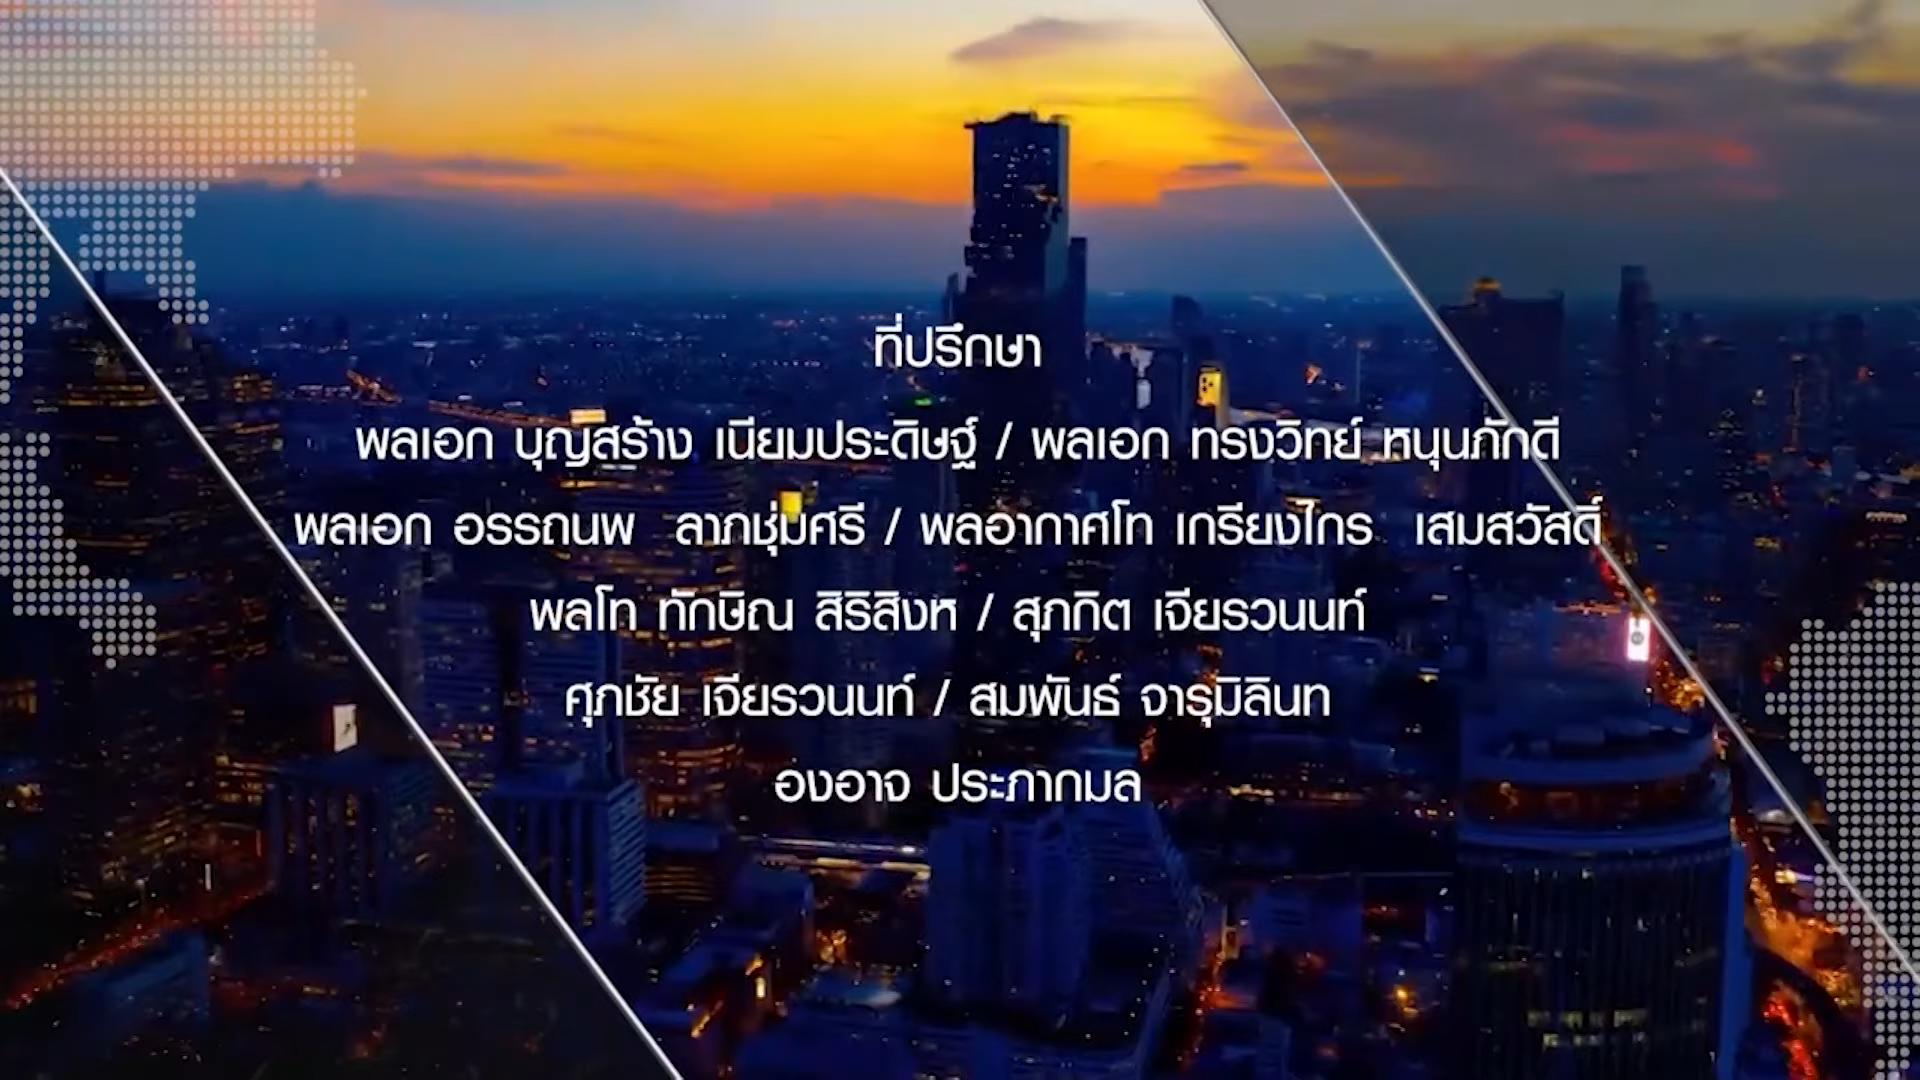 ที่ปรึกษา
พลเอก บุญสร้าง เนียมประดิษฐ์ / พลเอก ทรงวิทย์ หนุนภักดี
พลเอก อรรถนพ ลาภชุ่มศรี / พลอากาศโท เกรียงไกร เสมสวัสดิ์
พลโท ทักษิณ สิริสิงห / สุภกิต เจียรวนนท์
ศุภชัย เจียรวนนท์ / สมพันธ์ จารุมิลินท
องอาจ ประภากมล